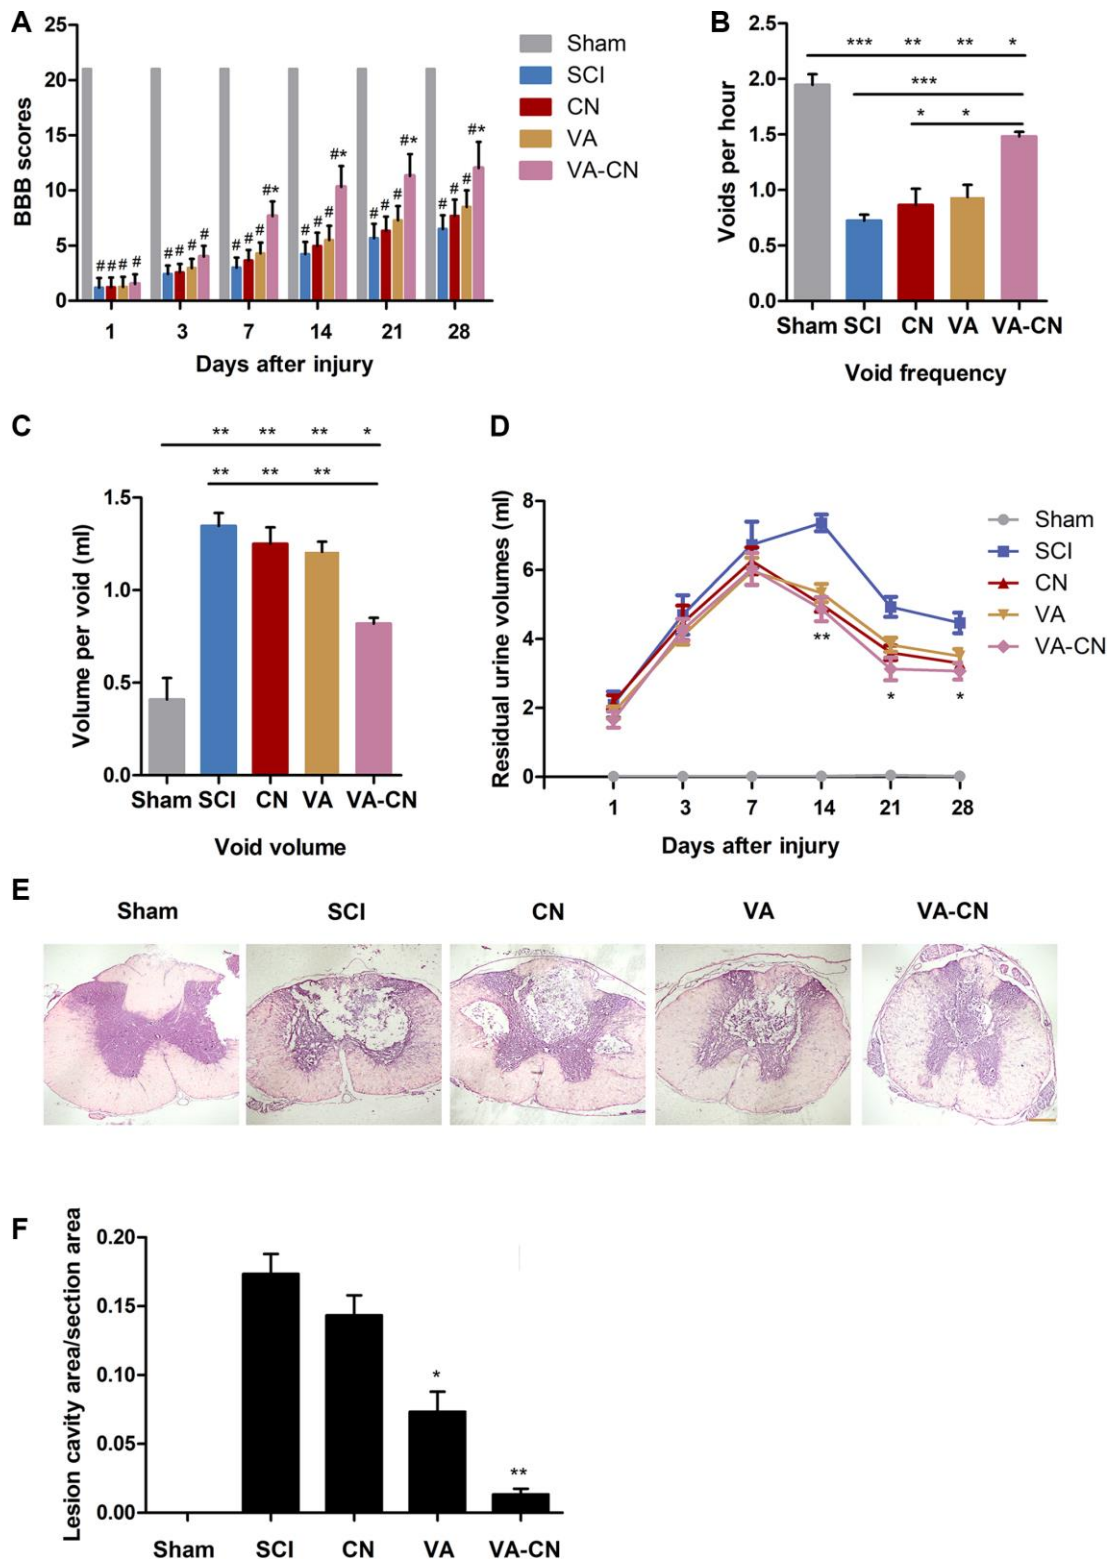 A
BBB scores
25
20
15
10
5
0
## # #
# # # #
# # # #*
# # # #*
# # # #*
# # # #*
1 3 7 14 21 28
Days after injury
Sham
SCI
CN
VA
VA-CN
B
Voids per hour
2.5
2.0
1.5
1.0
0.5
0.0
*** ** ** *
***
* *
Sham SCI CN VA VA-CN
Void frequency
C
** ** ** *
** ** **
Volume per void (ml)
1.5
1.0
0.5
0.0
Sham SCI CN VA VA-CN
Void volume
D
Residual urine volumes (ml)
8
6
4
2
0
**
*
*
1 3 7 14 21 28
Days after injury
Sham
SCI
CN
VA
VA-CN
E
Sham SCI CN VA VA-CN
F
Lesion cavity area/section area
0.20
0.15
0.10
0.05
0.00
*
**
Sham SCI CN VA VA-CN